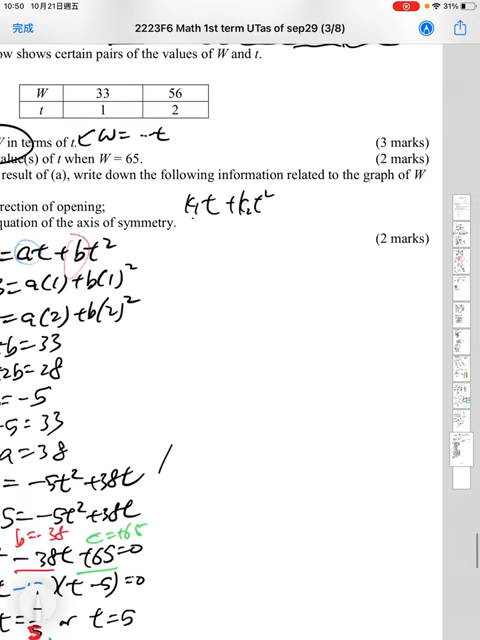 10:50 10月21日週五
31%
完成
2223F6 Math 1st term UTas of sep29 (3/8)
ow shows certain pairs of the values of W and t.
W 33 56
t 1 2
in terms of t. W = ...t
(3 marks)
alue(s) of t when W = 65.
(2 marks)
result of (a), write down the following information related to the graph of W
rection of opening;
k₁t + k₂t²
quation of the axis of symmetry.
(2 marks)
= at + bt²
= a(1) + b(1)²
= a(2) + b(2)²
+b = 33
+2b = 28
= -5
-5 = 33
a = 38
= -5t² + 38t
5 = -5t² + 38t
b = -38 c = +65
- 38t + 65 = 0
)(t - 5) = 0
t = 5 or t = 5